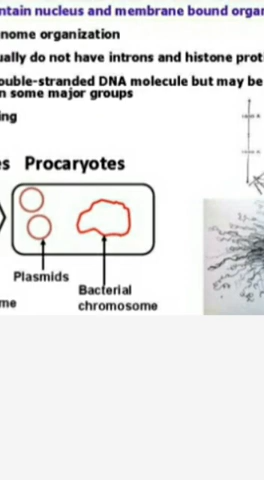 ntain nucleus and membrane bound organ
nome organization
ually do not have introns and histone prot
ouble-stranded DNA molecule but may be
n some major groups
ing
es Procaryotes
Plasmids
Bacterial
me chromosome